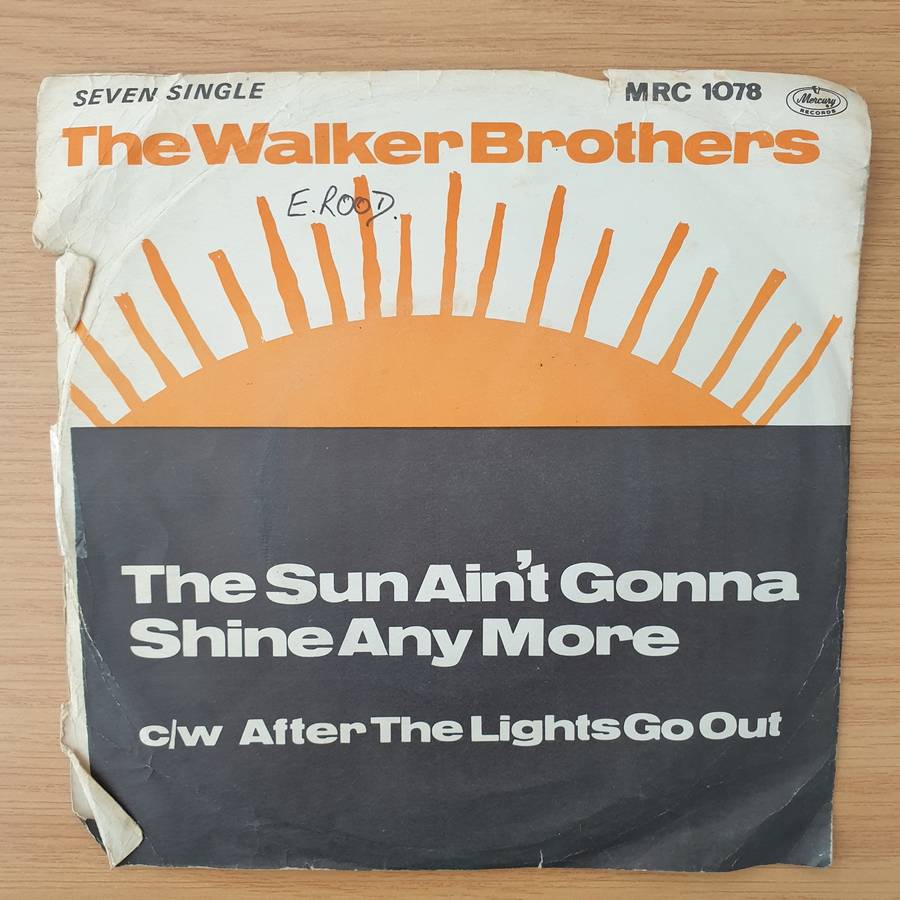 SEVEN SINGLE
MRC 1078
Mercury
RECORDS
The Walker Brothers
E. ROOD.
The Sun Ain't Gonna
Shine Any More
c/w After The Lights Go Out